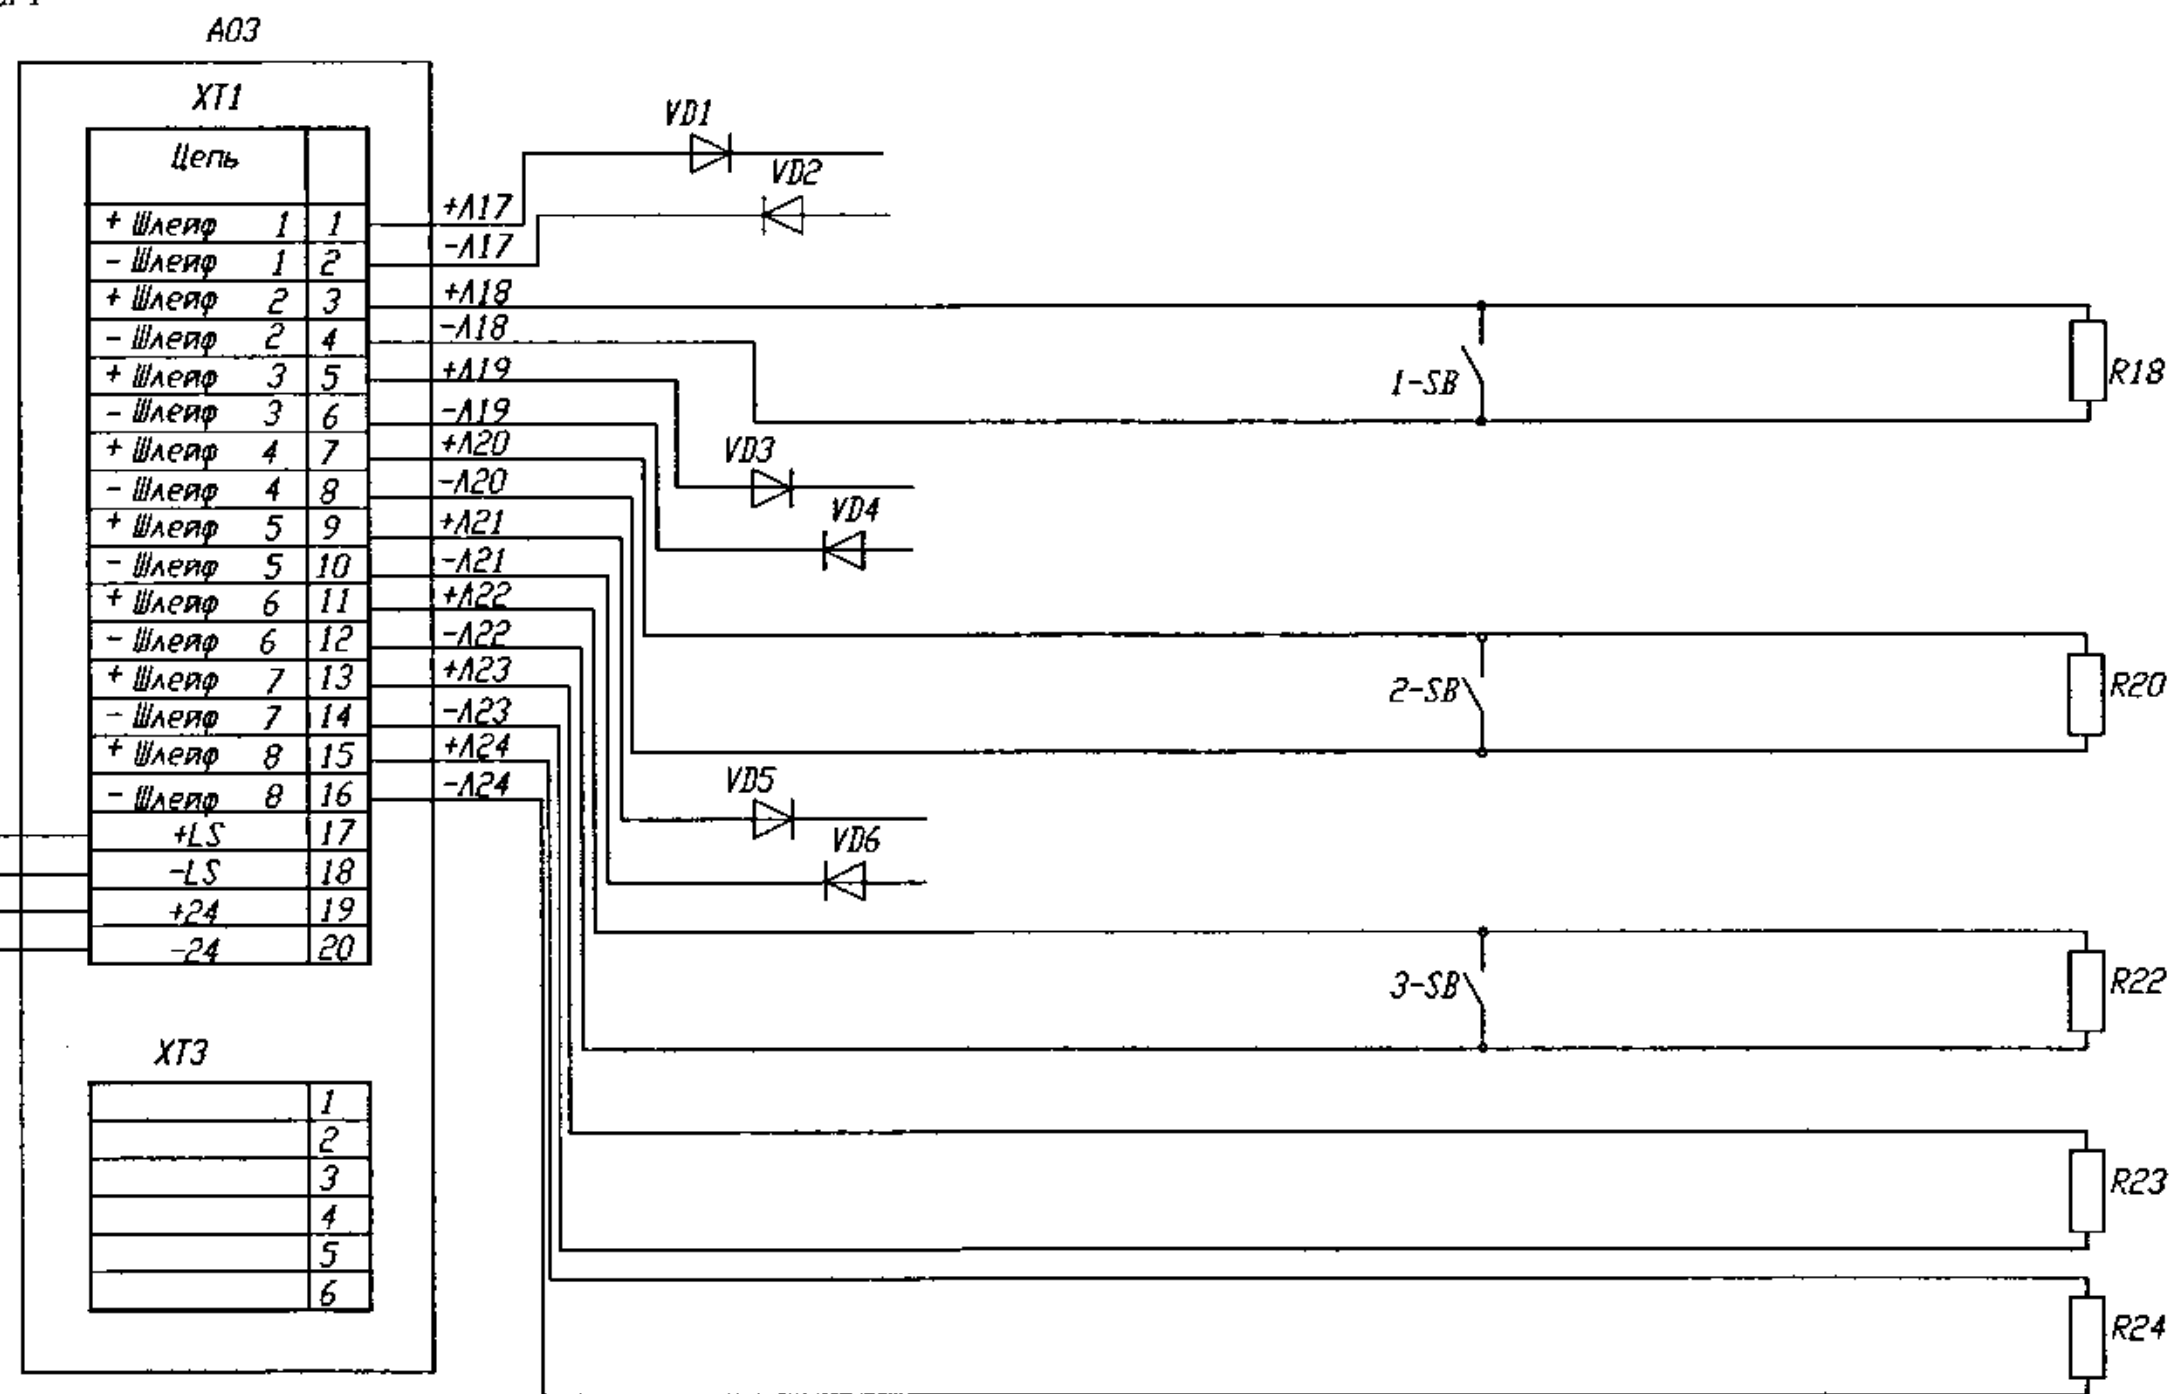 A03
XT1
Цепь
+ Шлейф 1 1
- Шлейф 1 2
+ Шлейф 2 3
- Шлейф 2 4
+ Шлейф 3 5
- Шлейф 3 6
+ Шлейф 4 7
- Шлейф 4 8
+ Шлейф 5 9
- Шлейф 5 10
+ Шлейф 6 11
- Шлейф 6 12
+ Шлейф 7 13
- Шлейф 7 14
+ Шлейф 8 15
- Шлейф 8 16
+LS 17
-LS 18
+24 19
-24 20
XT3
1
2
3
4
5
6
+Л17
-Л17
+Л18
-Л18
+Л19
-Л19
+Л20
-Л20
+Л21
-Л21
+Л22
-Л22
+Л23
-Л23
+Л24
-Л24
VD1
VD2
1-SB
R18
VD3
VD4
2-SB
R20
VD5
VD6
3-SB
R22
R23
R24